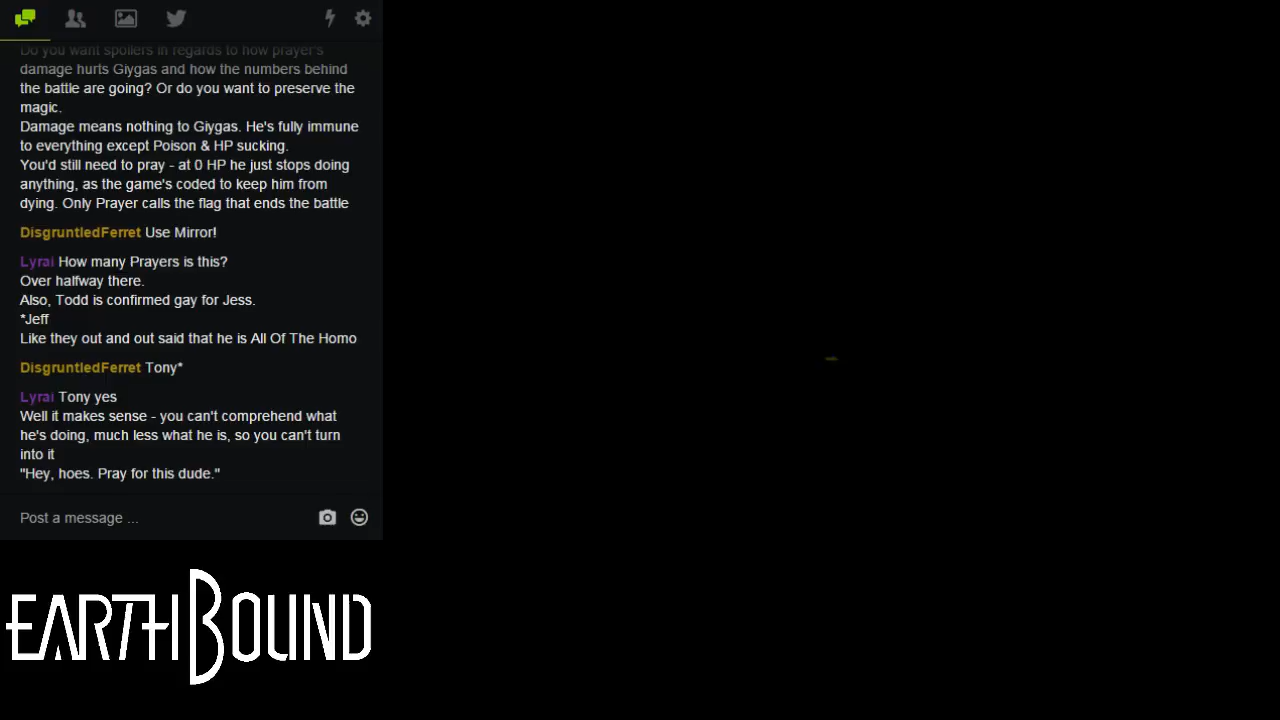 Do you want spoilers in regards to how prayer's
damage hurts Giygas and how the numbers behind
the battle are going? Or do you want to preserve the
magic.
Damage means nothing to Giygas. He's fully immune
to everything except Poison & HP sucking.
You'd still need to pray - at 0 HP he just stops doing
anything, as the game's coded to keep him from
dying. Only Prayer calls the flag that ends the battle
DisgruntledFerret Use Mirror!
Lyrai How many Prayers is this?
Over halfway there.
Also, Todd is confirmed gay for Jess.
*Jeff
Like they out and out said that he is All Of The Homo
DisgruntledFerret Tony*
Lyrai Tony yes
Well it makes sense - you can't comprehend what
he's doing, much less what he is, so you can't turn
into it
"Hey, hoes. Pray for this dude."
Post a message ...
EARTHBOUND